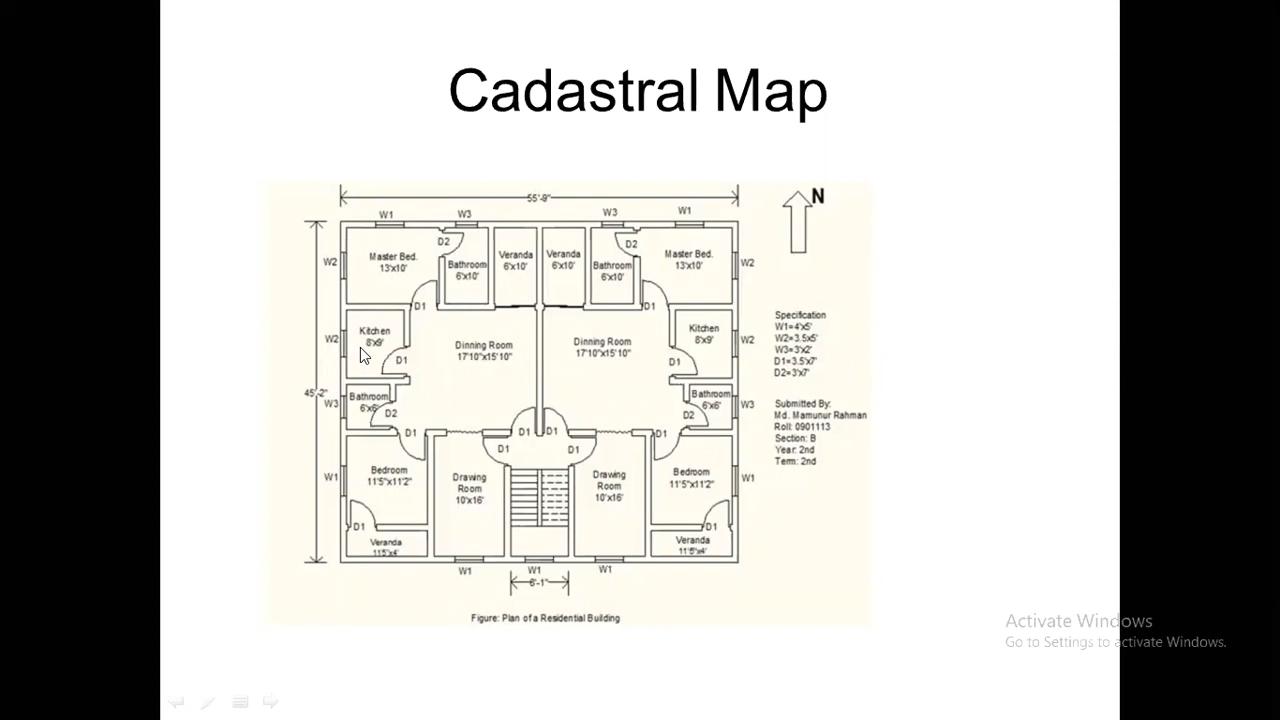 Cadastral Map
55'-9"
N
W1 W3 W3 W1
D2 D2
Master Bed.
13'x10'
Bathroom
6'x10'
Veranda
6'x10'
Veranda
6'x10'
Bathroom
6'x10'
Master Bed.
13'x10'
W2 W2
D1 D1
Kitchen
8'x9'
Dinning Room
17'10"x15'10"
Dinning Room
17'10"x15'10"
Kitchen
8'x9'
W2 W2
D1 D1
Specification
W1=4'x5'
W2=3.5x5'
W3=3'x2'
D1=3.5'x7'
D2=3'x7'
45'-2"
Bathroom
6'x6'
Bathroom
6'x6'
W3 W3
D2 D2
D1 D1 D1 D1
D1 D1
Submitted By:
Md. Mamunur Rahman
Roll: 0901113
Section: B
Year: 2nd
Term: 2nd
W1 W1
Bedroom
11'5"x11'2"
Drawing
Room
10'x16'
Drawing
Room
10'x16'
Bedroom
11'5"x11'2"
D1 D1
Veranda
11'5"x4'
Veranda
11'5"x4'
W1 W1 W1
6'-1"
Figure: Plan of a Residential Building
Activate Windows
Go to Settings to activate Windows.